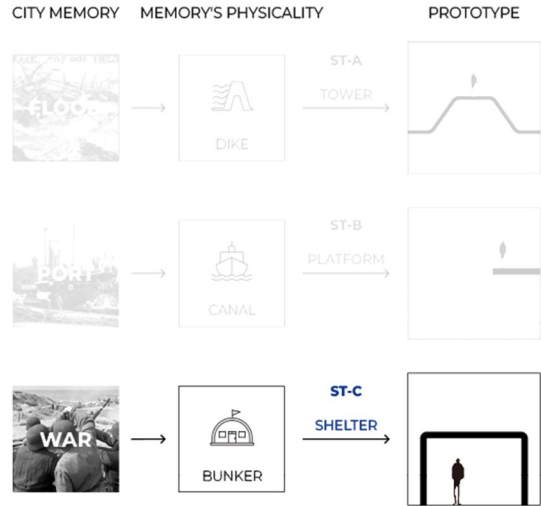 CITY MEMORY MEMORY'S PHYSICALITY PROTOTYPE
FLOOD
DIKE
ST-A
TOWER
PORT
CANAL
ST-B
PLATFORM
WAR
BUNKER
ST-C
SHELTER